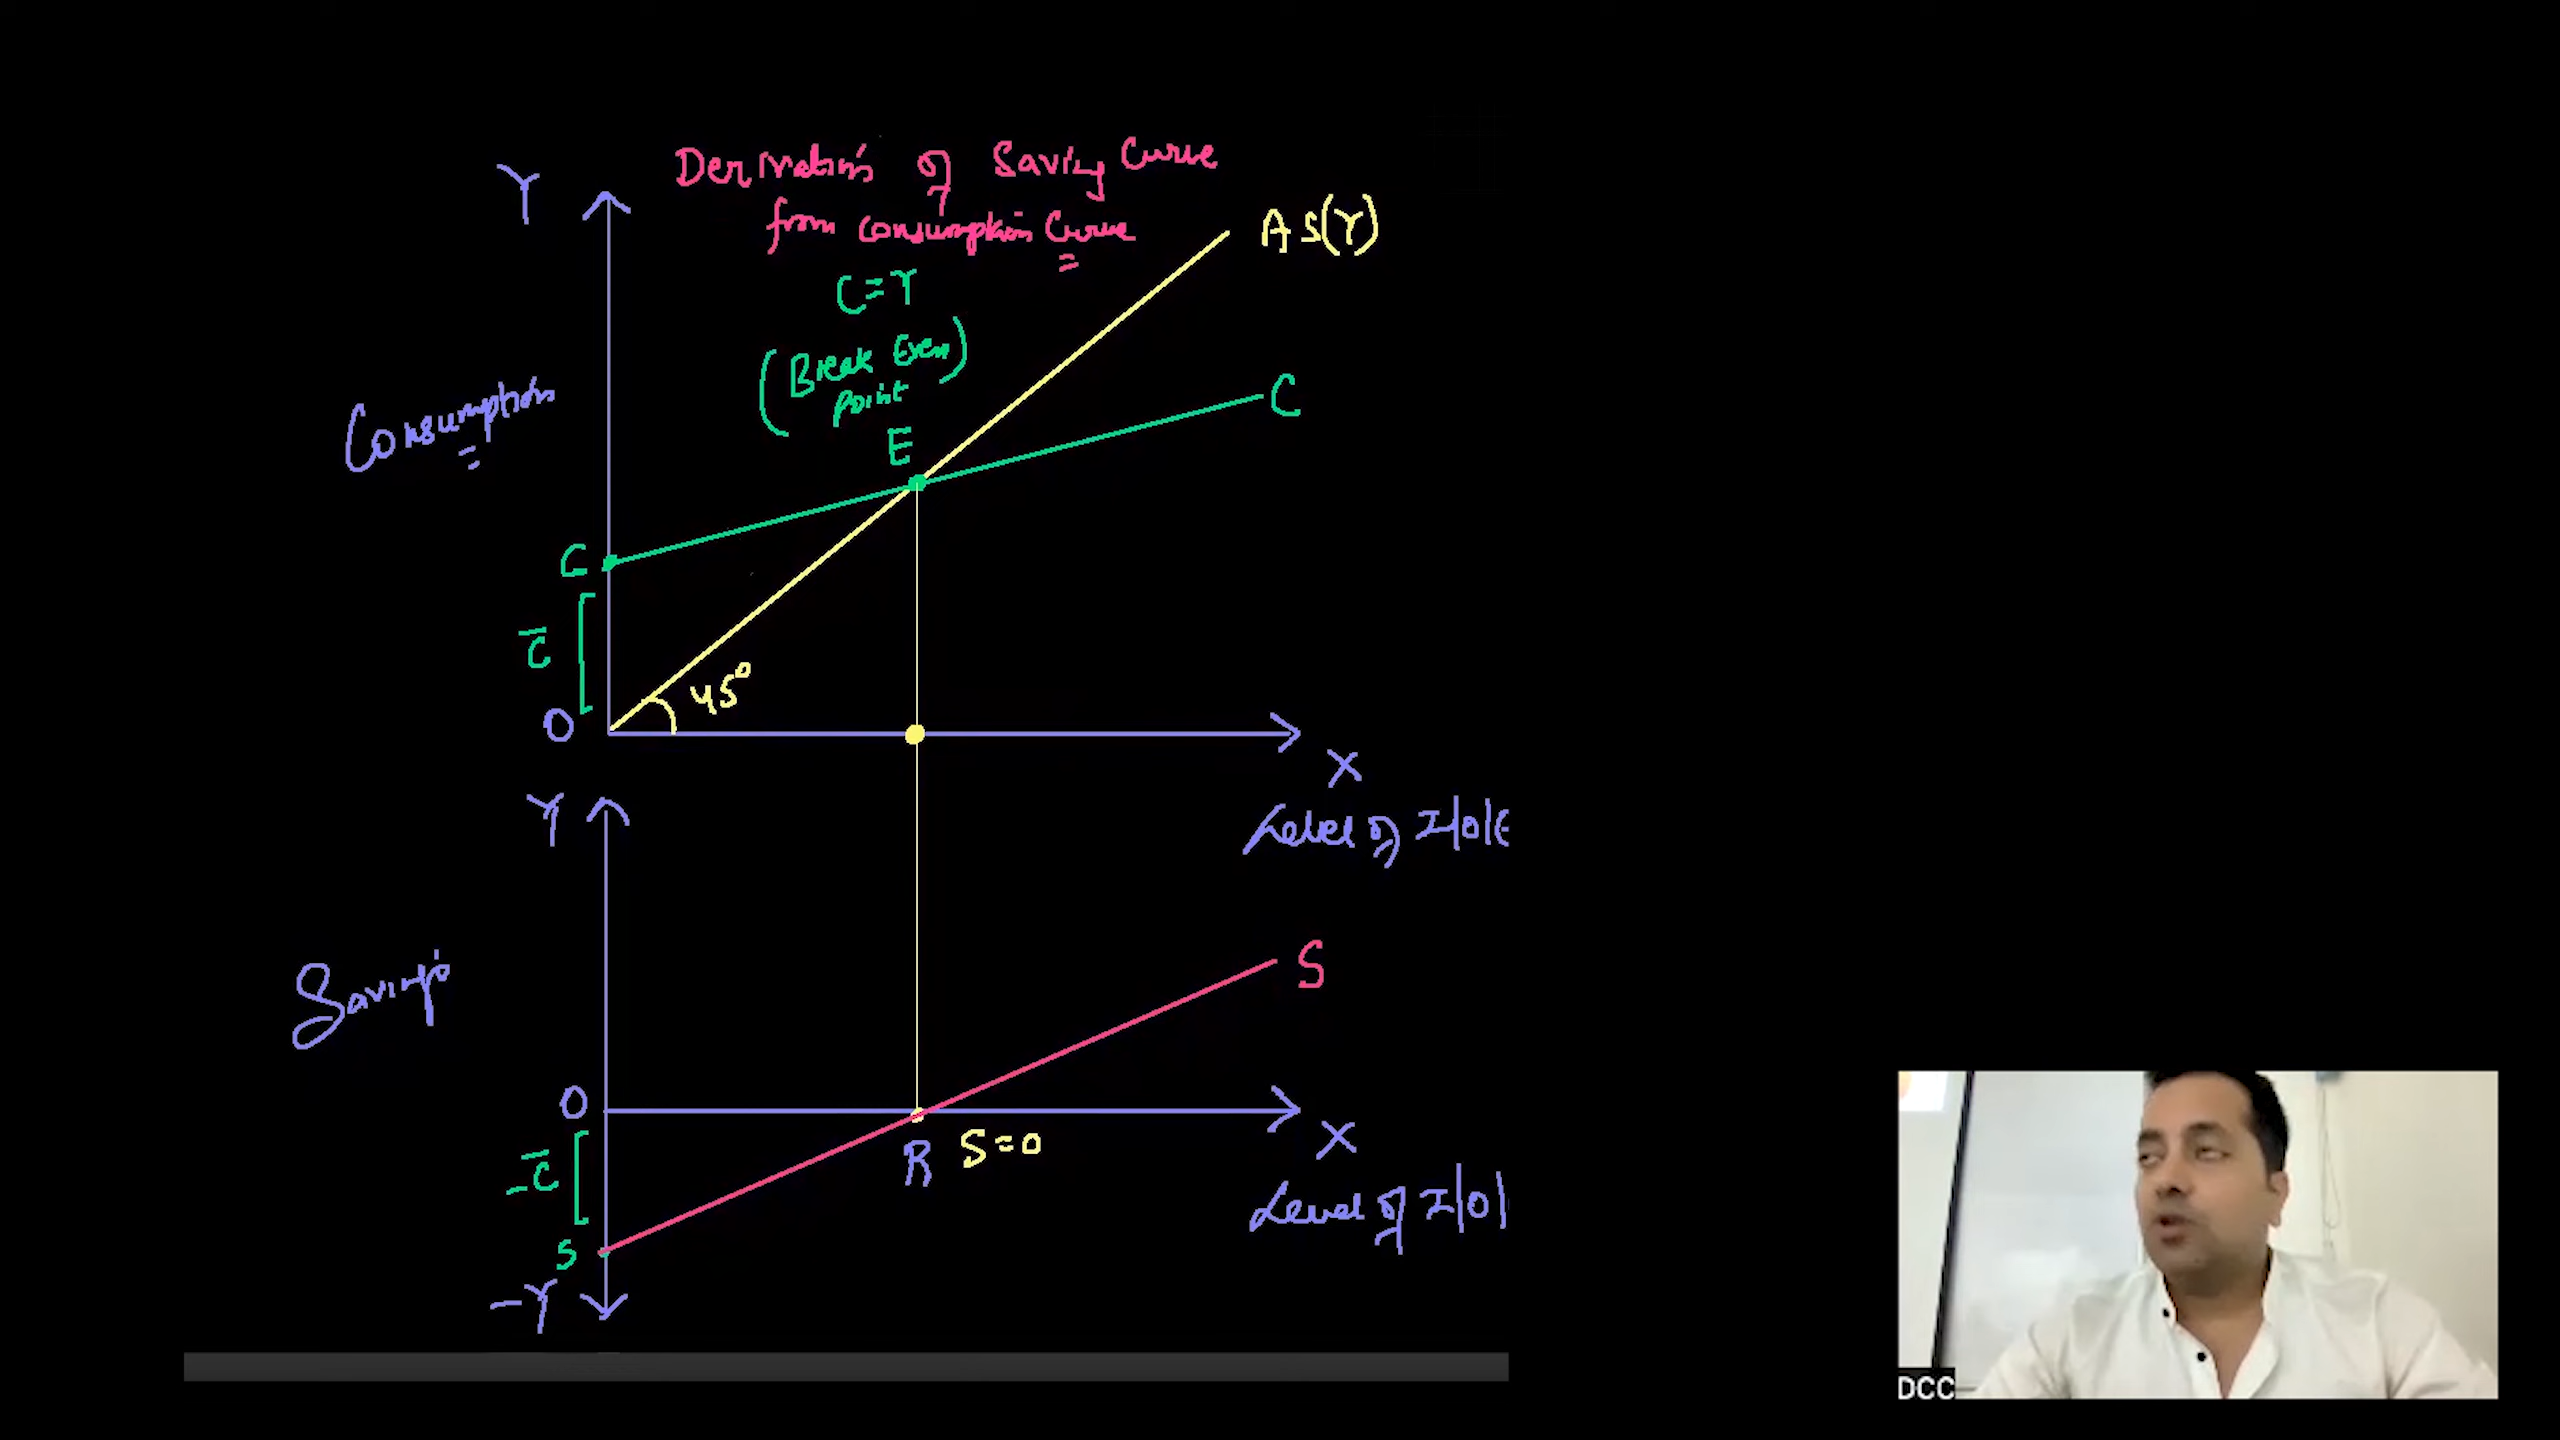 Y
Derivation of Saving Curve
from consumption Curve
AS(Y)
C=Y
(Break Even
point)
Consumption
E
C
C
C̄
45°
O
X
Level of I|O|E
Y
Savings
S
O
-C̄
R S=0
X
Level of I|O|
S
-Y
DCC